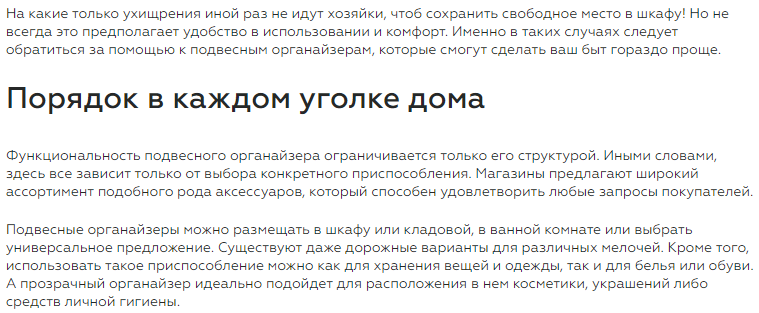 На какие только ухищрения иной раз не идут хозяйки, чтоб сохранить свободное место в шкафу! Но не
всегда это предполагает удобство в использовании и комфорт. Именно в таких случаях следует
обратиться за помощью к подвесным органайзерам, которые смогут сделать ваш быт гораздо проще.
Порядок в каждом уголке дома
Функциональность подвесного органайзера ограничивается только его структурой. Иными словами,
здесь все зависит только от выбора конкретного приспособления. Магазины предлагают широкий
ассортимент подобного рода аксессуаров, который способен удовлетворить любые запросы покупателей.
Подвесные органайзеры можно размещать в шкафу или кладовой, в ванной комнате или выбрать
универсальное предложение. Существуют даже дорожные варианты для различных мелочей. Кроме того,
использовать такое приспособление можно как для хранения вещей и одежды, так и для белья или обуви.
А прозрачный органайзер идеально подойдет для расположения в нем косметики, украшений либо
средств личной гигиены.